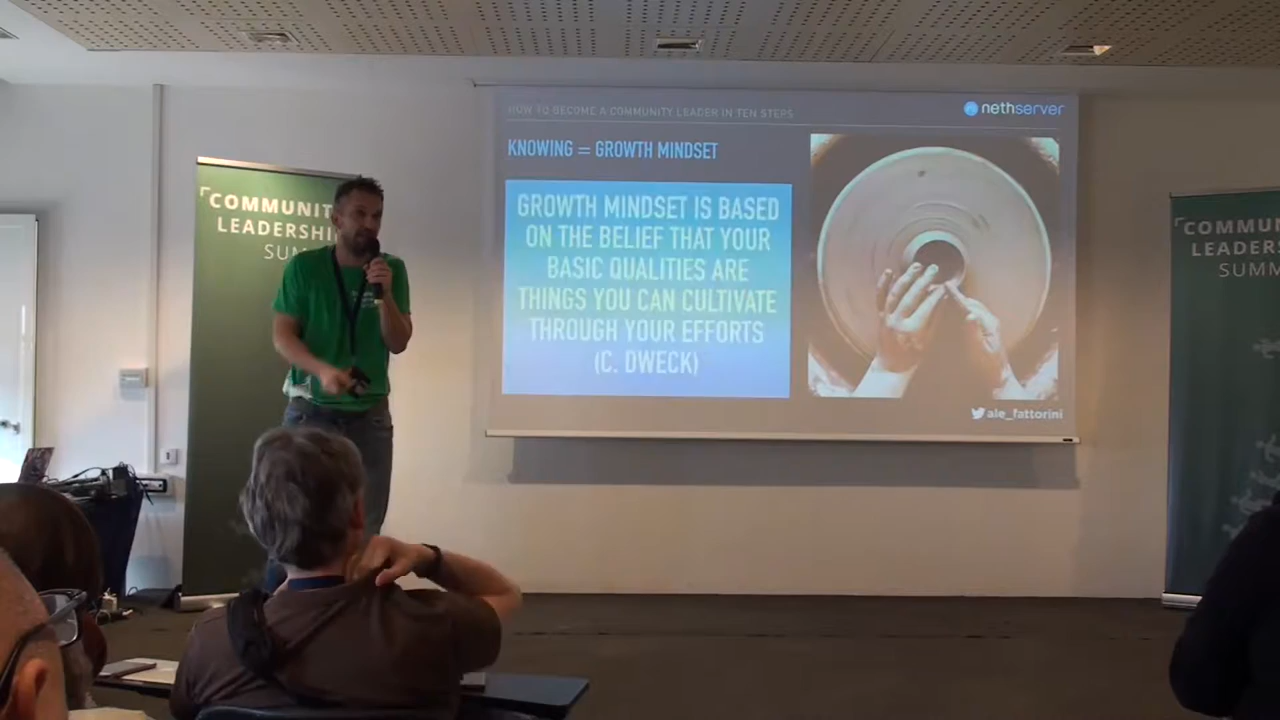 HOW TO BECOME A COMMUNITY LEADER IN TEN STEPS
nethserver
KNOWING = GROWTH MINDSET
GROWTH MINDSET IS BASED
ON THE BELIEF THAT YOUR
BASIC QUALITIES ARE
THINGS YOU CAN CULTIVATE
THROUGH YOUR EFFORTS
(C. DWECK)
ale_fattorini
COMMUNIT
LEADERSHI
SUM
COMMU
LEADERS
SUMM